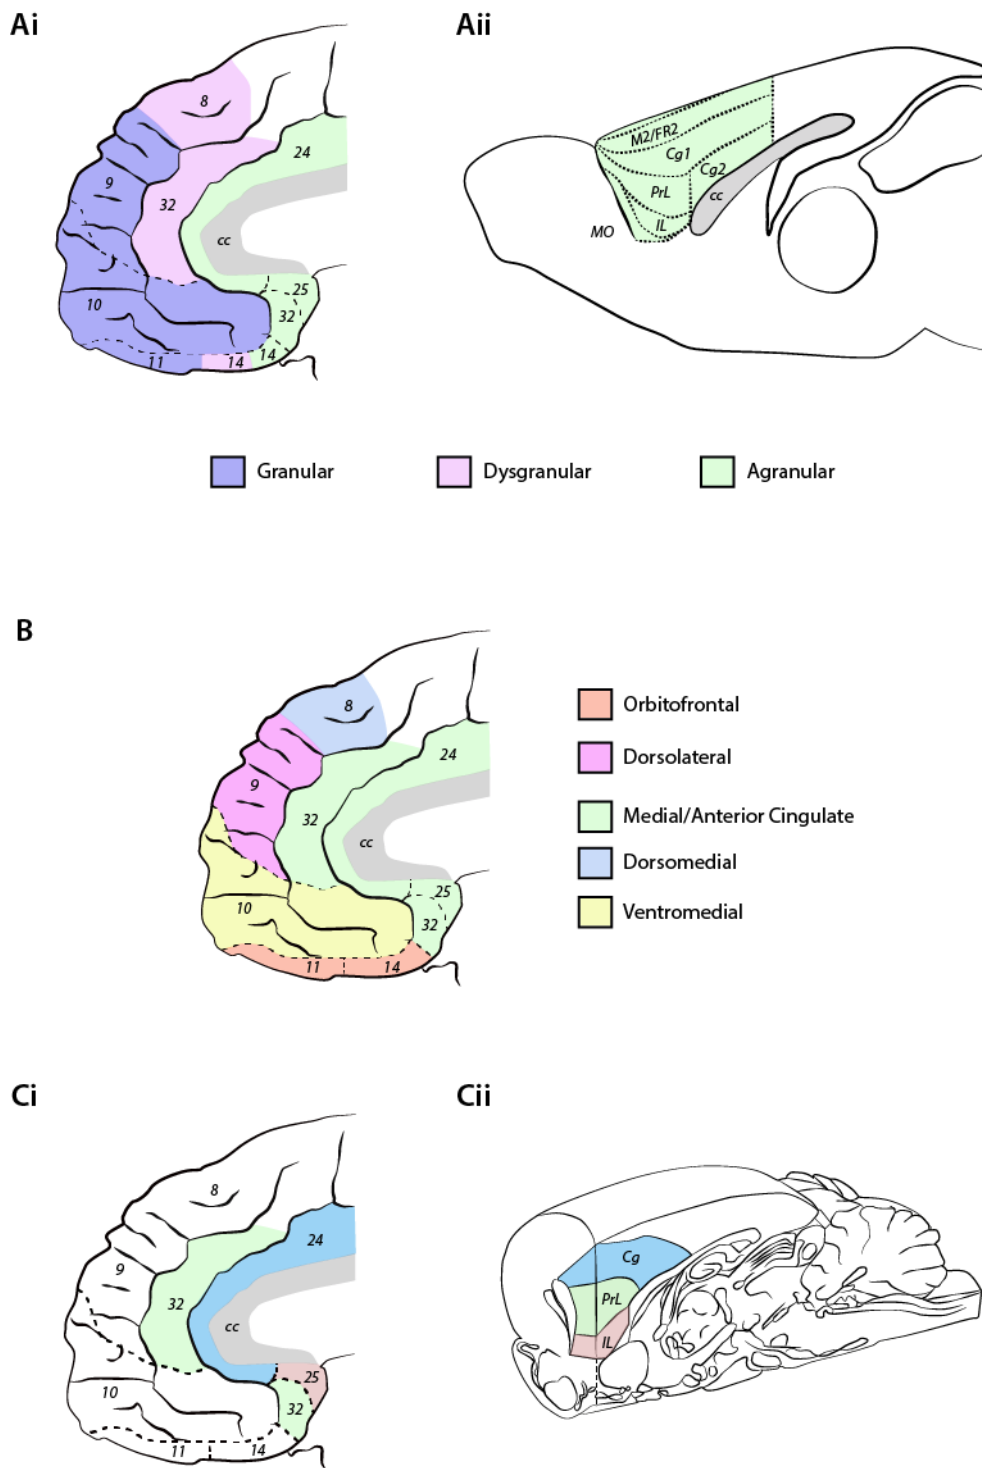 Ai
8
24
9
32
cc
10
25
32
14
11
14
Aii
M2/FR2
Cg1
Cg2
PrL
cc
IL
MO
Granular
Dysgranular
Agranular
B
8
24
9
32
cc
10
25
32
11
14
Orbitofrontal
Dorsolateral
Medial/Anterior Cingulate
Dorsomedial
Ventromedial
Ci
8
24
9
32
cc
10
25
32
11
14
Cii
Cg
PrL
IL